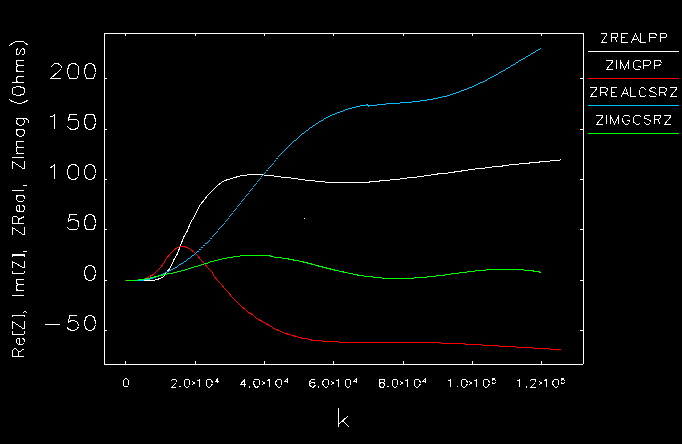 ZREALPP
ZIMGPP
ZREALCSRZ
ZIMGCSRZ
Re[Z], Im[Z], ZReal, ZImag (Ohms)
200
150
100
50
0
−50
0
2.0•10⁴
4.0•10⁴
6.0•10⁴
8.0•10⁴
1.0•10⁵
1.2•10⁵
k